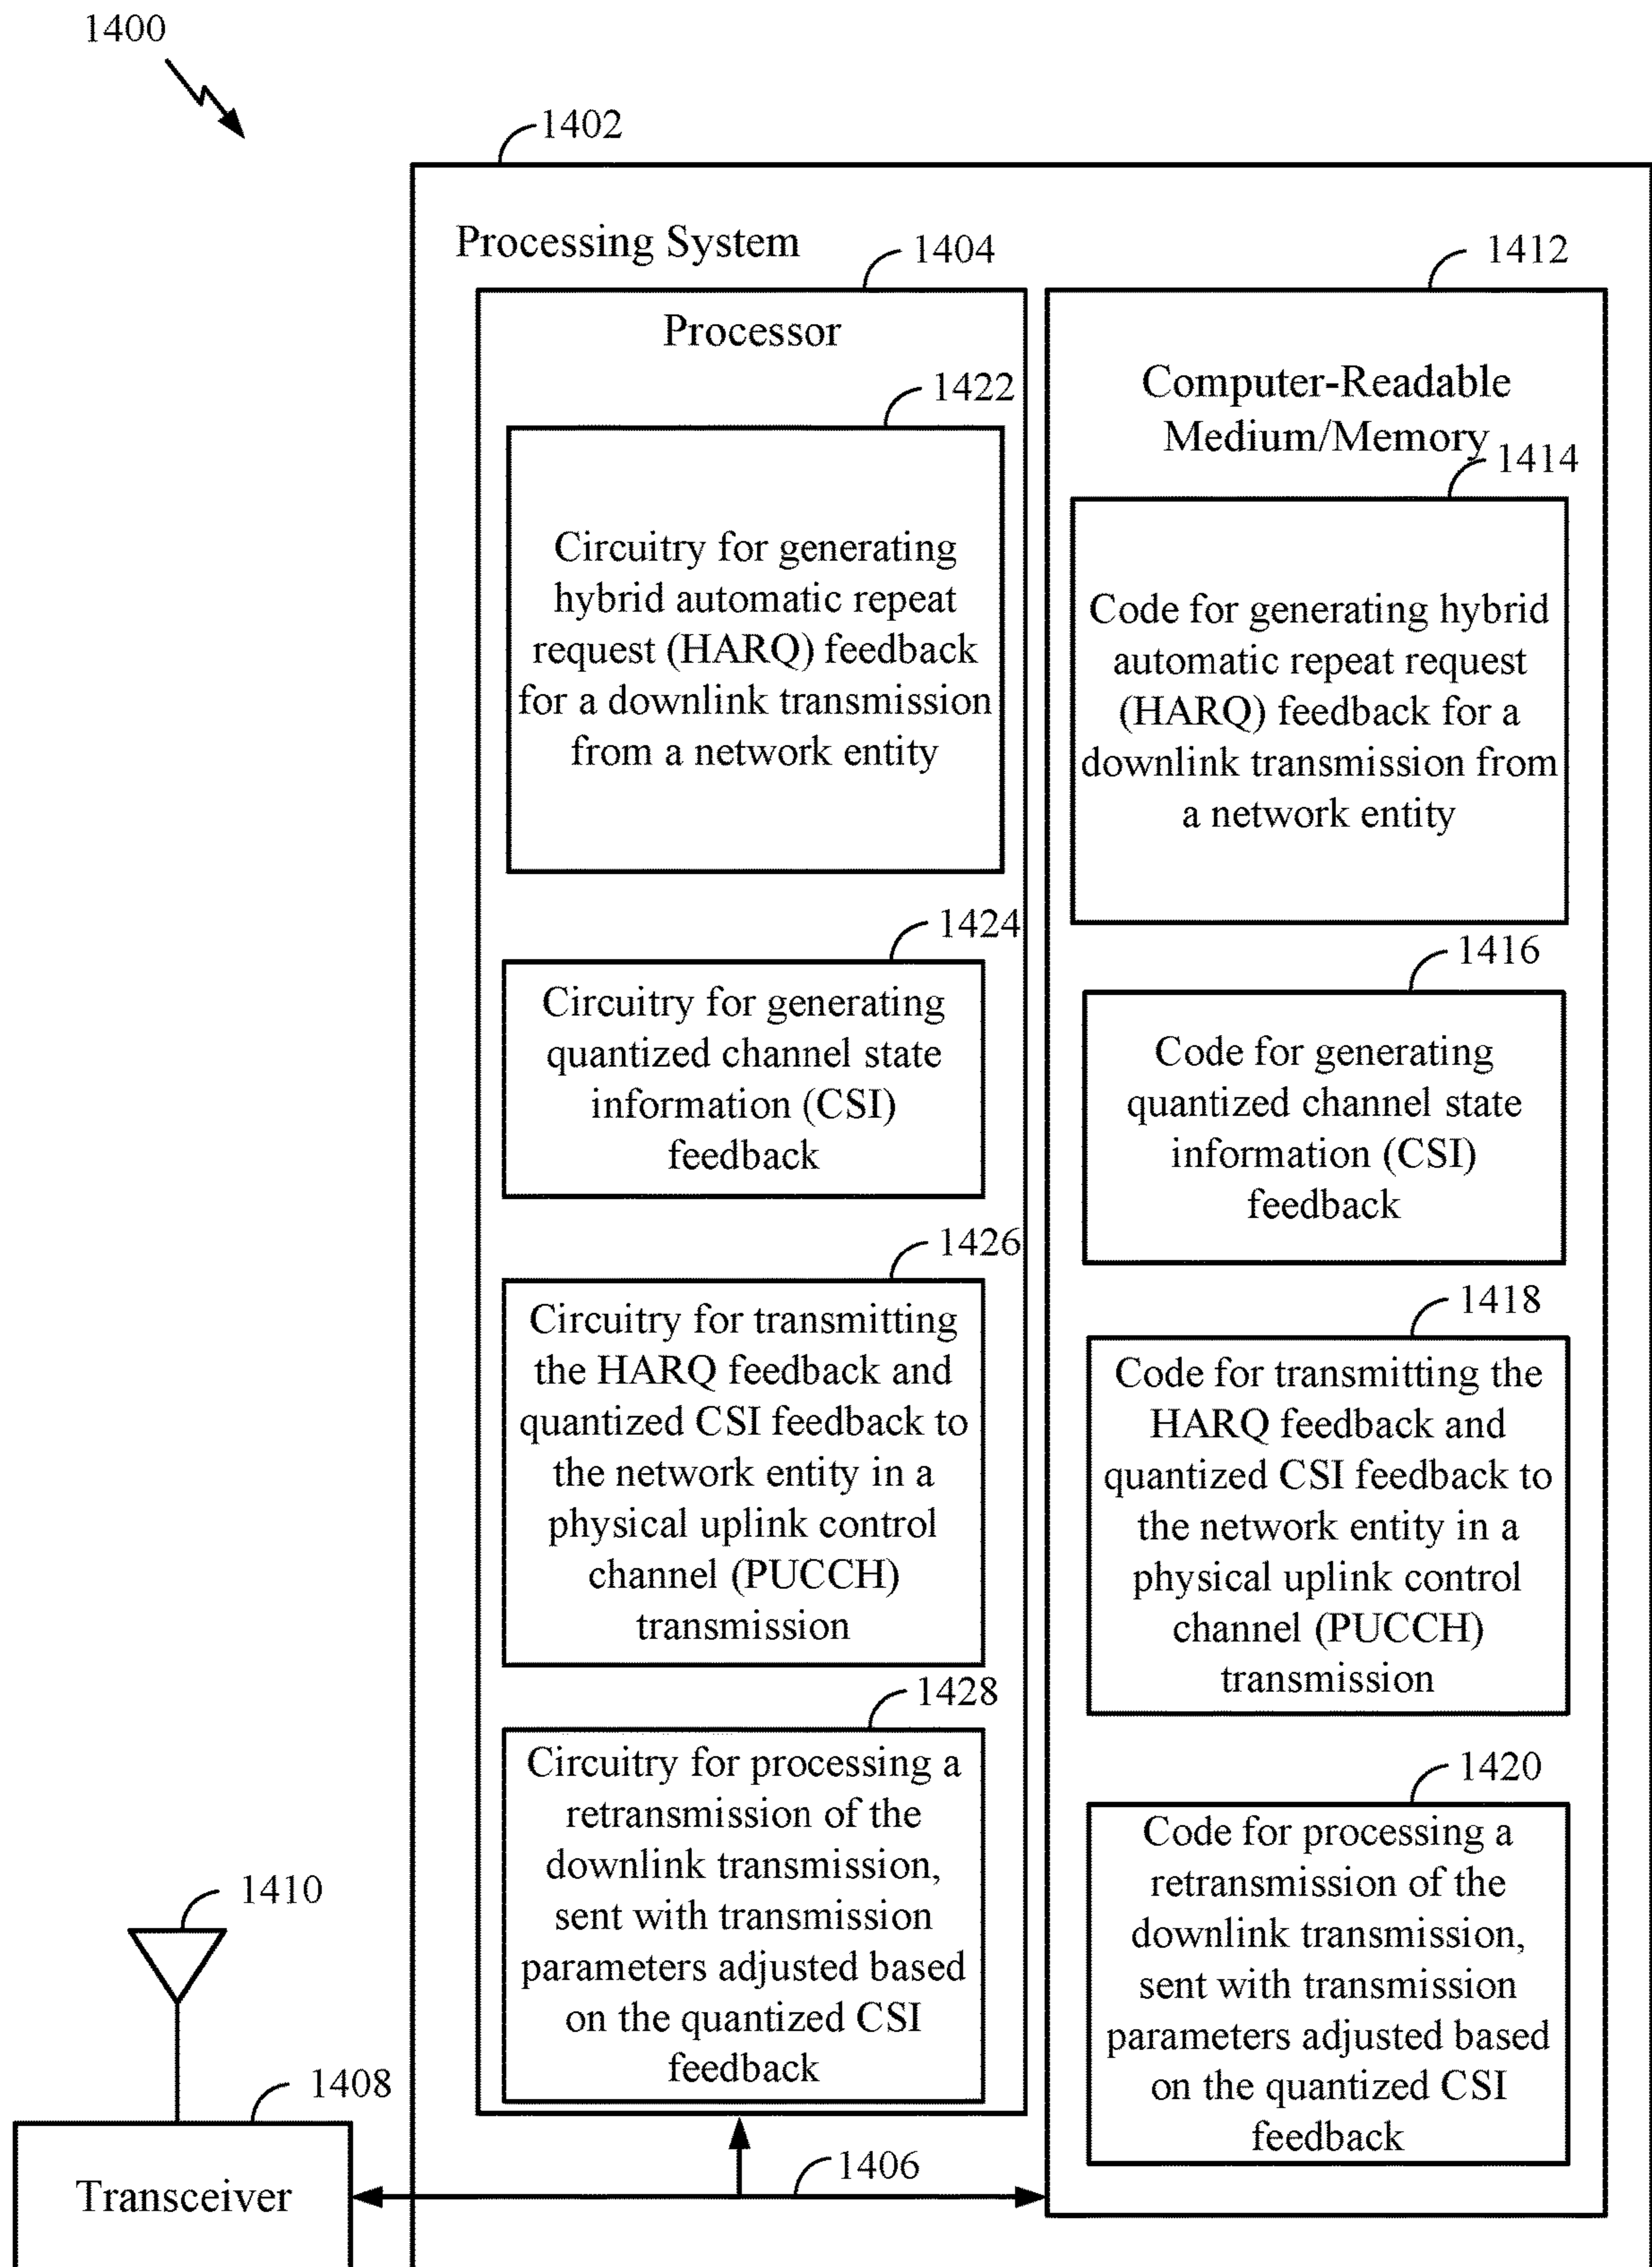 1400
1402
Processing System
1404
Processor
1422
Circuitry for generating
hybrid automatic repeat
request (HARQ) feedback
for a downlink transmission
from a network entity
1424
Circuitry for generating
quantized channel state
information (CSI)
feedback
1426
Circuitry for transmitting
the HARQ feedback and
quantized CSI feedback to
the network entity in a
physical uplink control
channel (PUCCH)
transmission
1428
Circuitry for processing a
retransmission of the
downlink transmission,
sent with transmission
parameters adjusted based
on the quantized CSI
feedback
1412
Computer-Readable
Medium/Memory
1414
Code for generating hybrid
automatic repeat request
(HARQ) feedback for a
downlink transmission from
a network entity
1416
Code for generating
quantized channel state
information (CSI)
feedback
1418
Code for transmitting the
HARQ feedback and
quantized CSI feedback to
the network entity in a
physical uplink control
channel (PUCCH)
transmission
1420
Code for processing a
retransmission of the
downlink transmission,
sent with transmission
parameters adjusted based
on the quantized CSI
feedback
1410
1408
Transceiver
1406